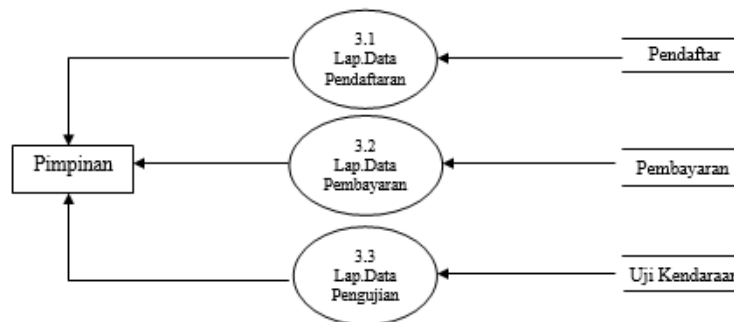 3.1
Lap.Data
Pendaftaran
Pendaftar
Pimpinan
3.2
Lap.Data
Pembayaran
Pembayaran
3.3
Lap.Data
Pengujian
Uji Kendaraan